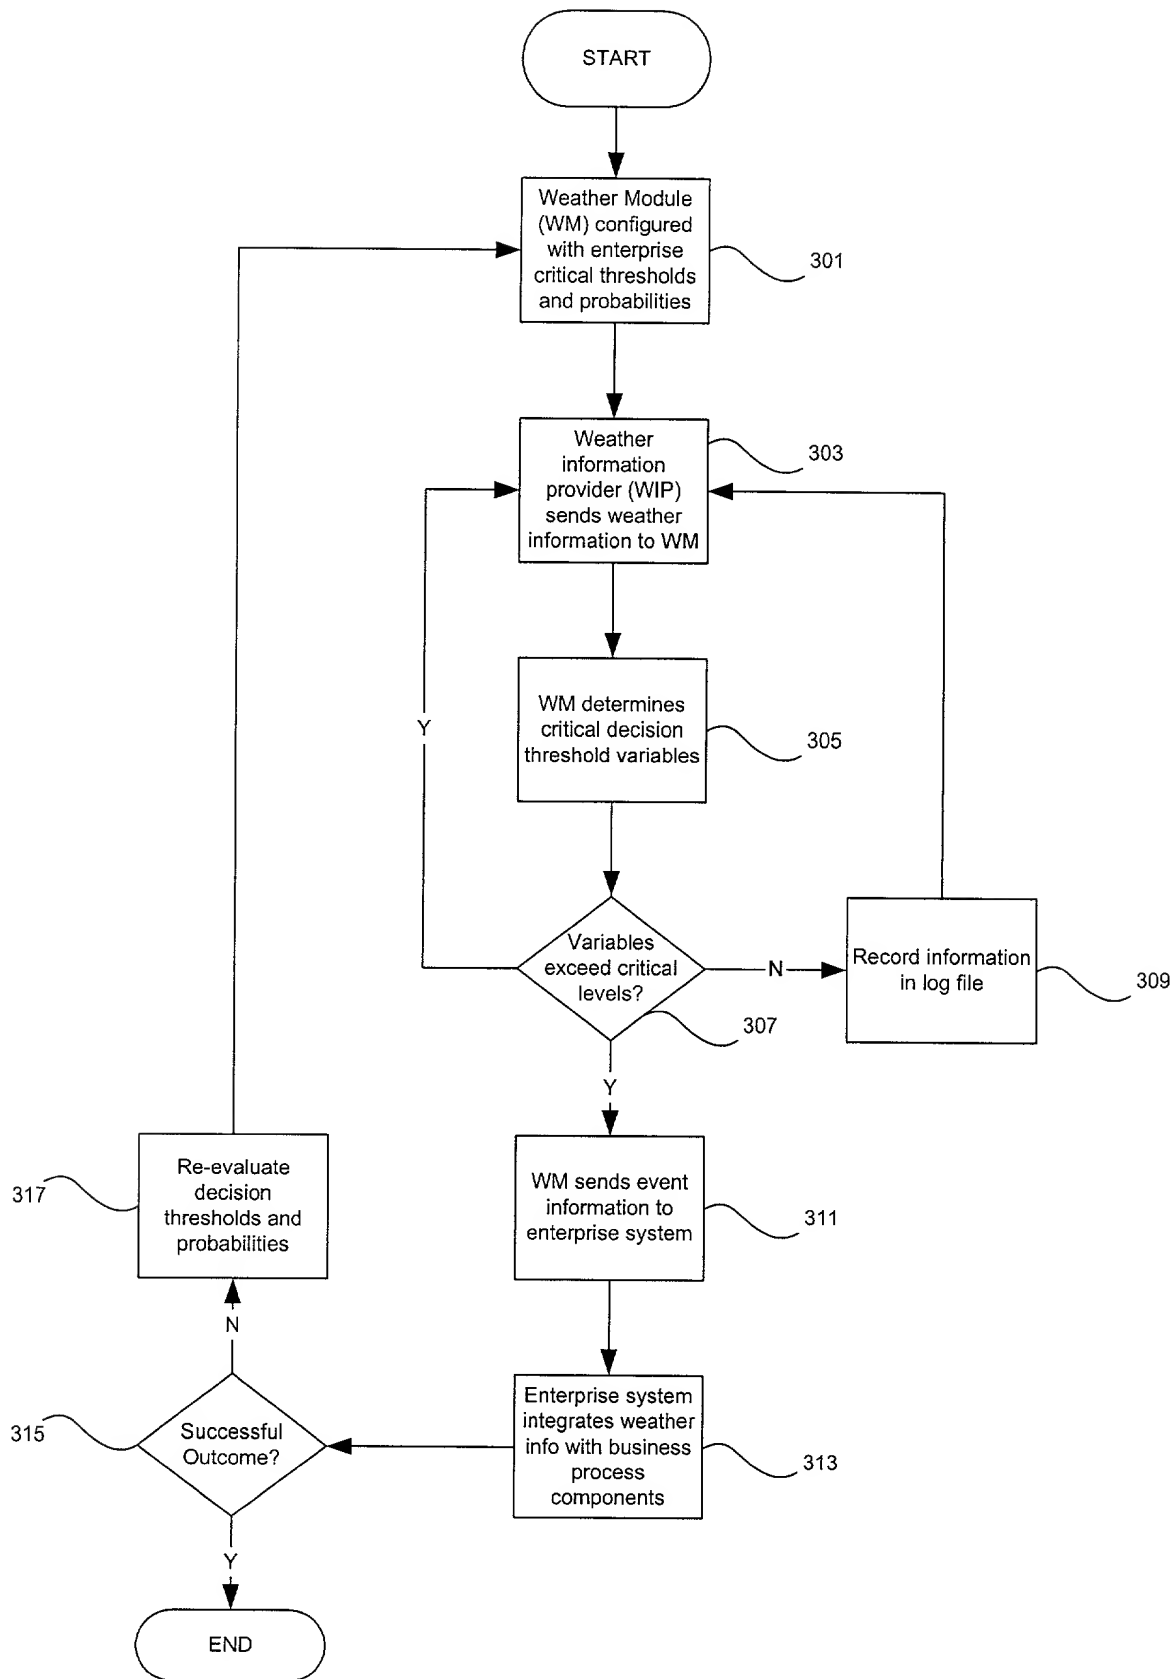 START
Weather Module
(WM) configured
with enterprise
critical thresholds
and probabilities
301
Weather
information
provider (WIP)
sends weather
information to WM
303
WM determines
critical decision
threshold variables
305
Y
Variables
exceed critical
levels?
307
N
Record information
in log file
309
Y
WM sends event
information to
enterprise system
311
Enterprise system
integrates weather
info with business
process
components
313
Successful
Outcome?
315
N
Re-evaluate
decision
thresholds and
probabilities
317
Y
END